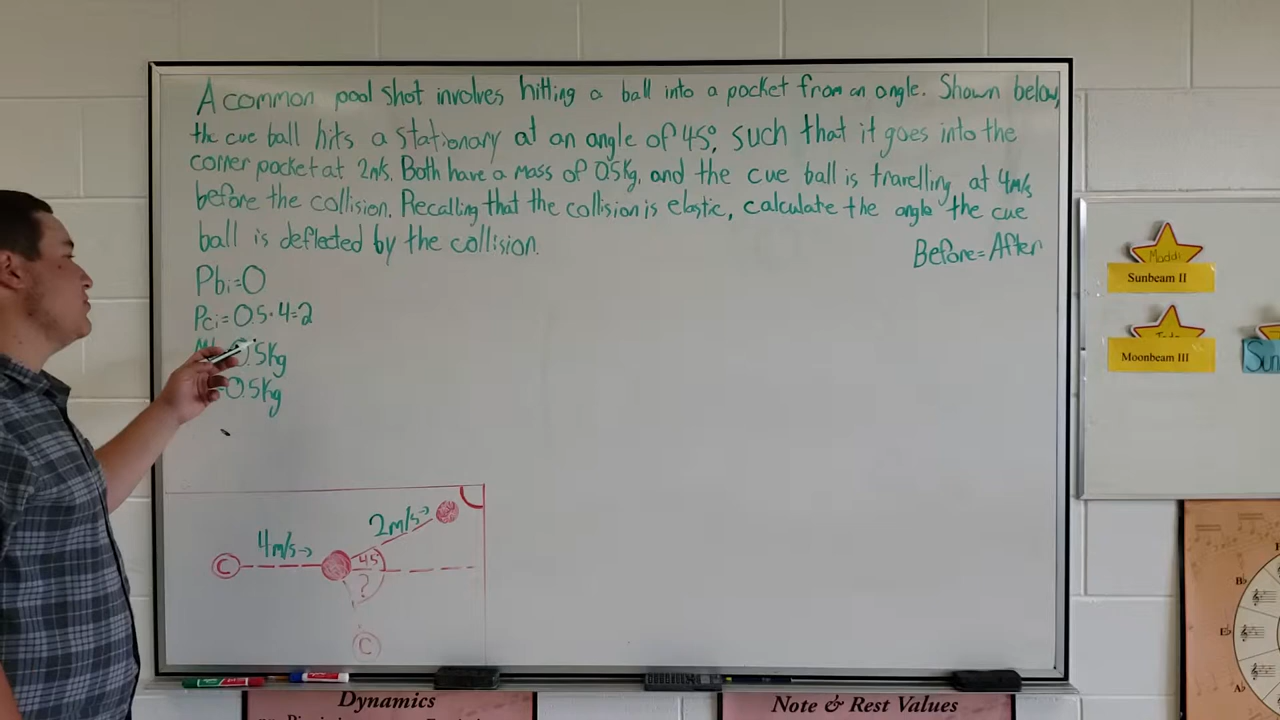 A common pool shot involves hitting a ball into a pocket from an angle. Shown below,
the cue ball hits a stationary at an angle of 45°, such that it goes into the
corner pocket at 2m/s. Both have a mass of 0.5Kg, and the cue ball is travelling at 4m/s
before the collision. Recalling that the collision is elastic, calculate the angle the cue
ball is deflected by the collision.
Before=After
Pbi=0
Pci=0.5·4=2
0.5Kg
=0.5Kg
2m/s→
4m/s→
C
45
?
C
Maddi
Sunbeam II
Moonbeam III
Sun
Dynamics
Note & Rest Values
B♭
E♭
A♭